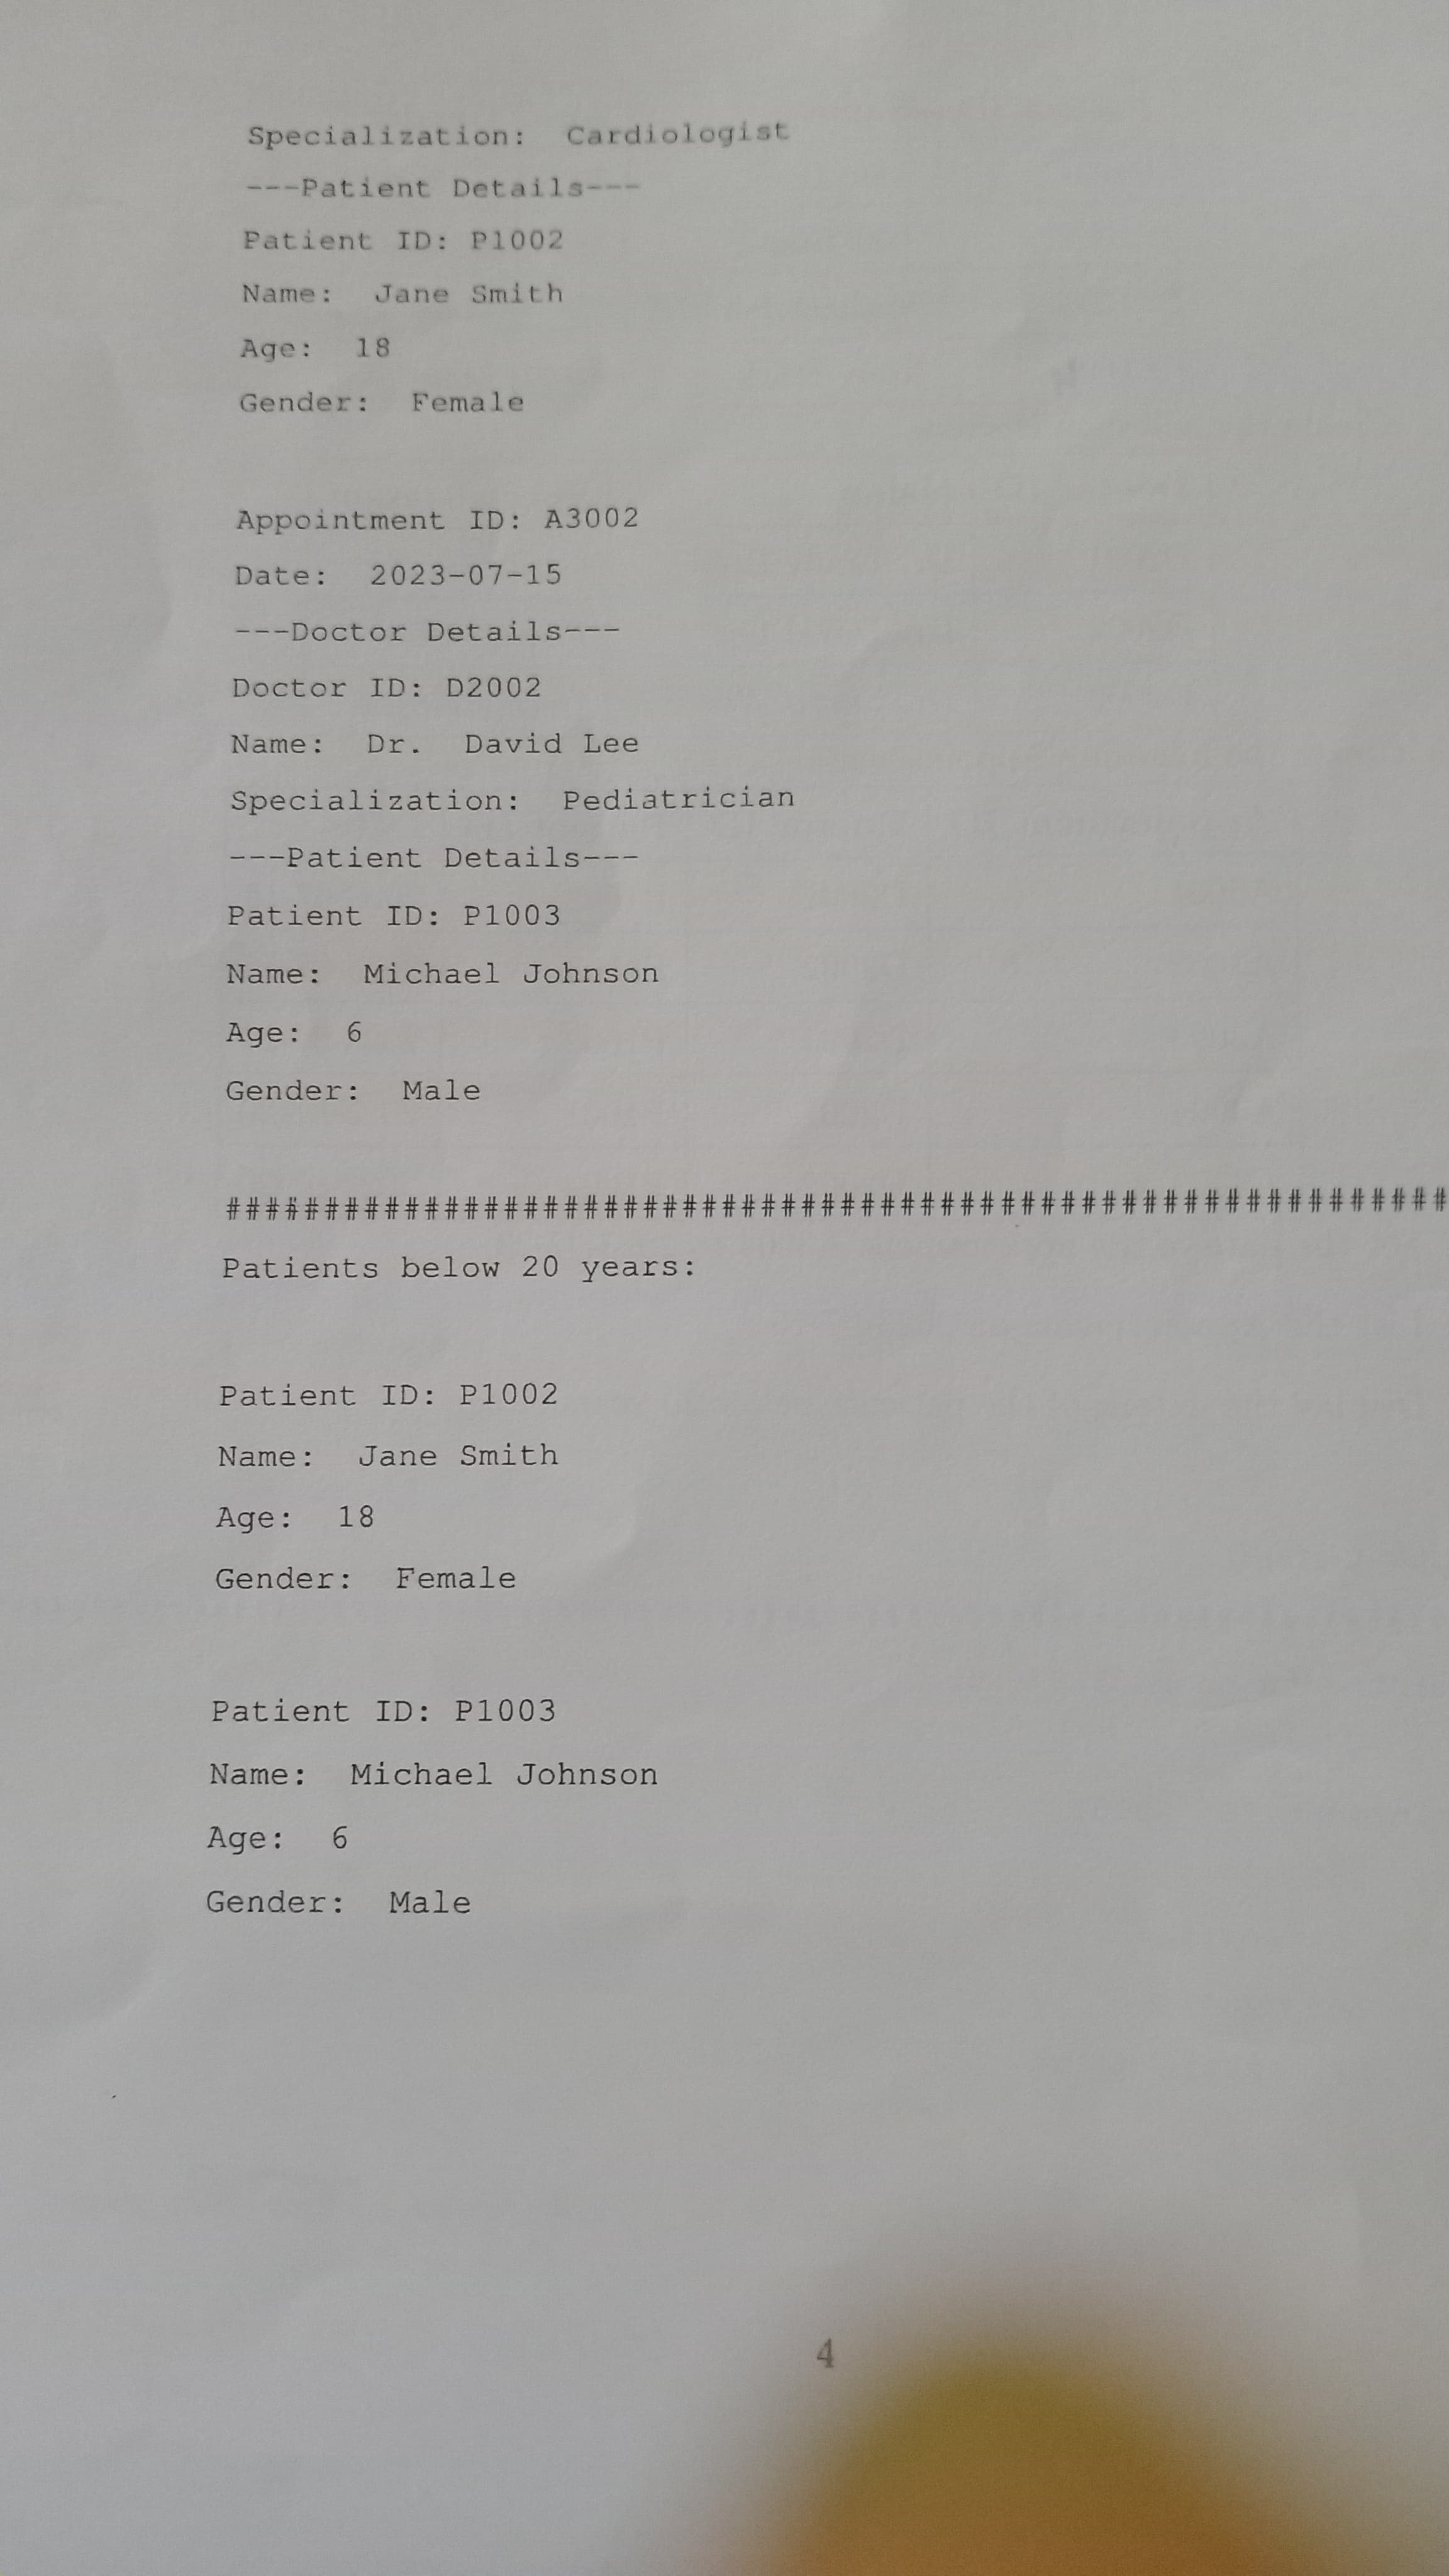 Specialization:  Cardiologist
---Patient Details---
Patient ID: P1002
Name:  Jane Smith
Age:  18
Gender:  Female
Appointment ID: A3002
Date:  2023-07-15
---Doctor Details---
Doctor ID: D2002
Name:  Dr.  David Lee
Specialization:  Pediatrician
---Patient Details---
Patient ID: P1003
Name:  Michael Johnson
Age:  6
Gender:  Male
#############################################################
Patients below 20 years:
Patient ID: P1002
Name:  Jane Smith
Age:  18
Gender:  Female
Patient ID: P1003
Name:  Michael Johnson
Age:  6
Gender:  Male
4